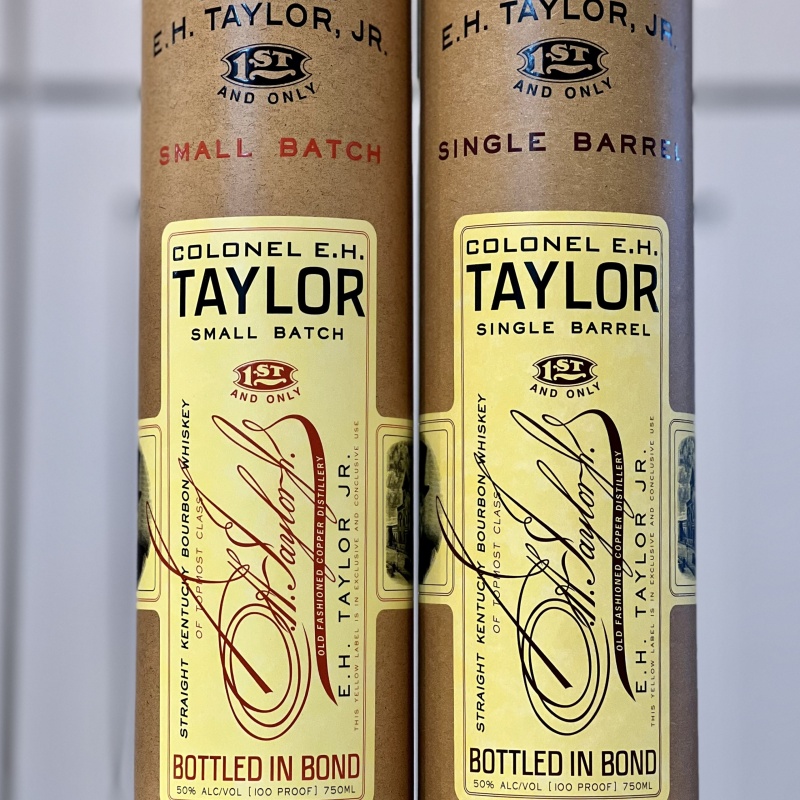 E.H. TAYLOR, JR.
1ST
AND ONLY
SMALL BATCH
COLONEL E.H.
TAYLOR
SMALL BATCH
1ST
AND ONLY
STRAIGHT KENTUCKY BOURBON WHISKEY
OF TOPMOST CLASS
E.H. Taylor Jr.
OLD FASHIONED COPPER DISTILLERY
E.H. TAYLOR JR.
THIS YELLOW LABEL IS IN EXCLUSIVE AND CONCLUSIVE USE
BOTTLED IN BOND
50% ALC/VOL [100 PROOF] 750ML
E.H. TAYLOR, JR.
1ST
AND ONLY
SINGLE BARREL
COLONEL E.H.
TAYLOR
SINGLE BARREL
1ST
AND ONLY
STRAIGHT KENTUCKY BOURBON WHISKEY
OF TOPMOST CLASS
E.H. Taylor Jr.
OLD FASHIONED COPPER DISTILLERY
E.H. TAYLOR JR.
THIS YELLOW LABEL IS IN EXCLUSIVE AND CONCLUSIVE USE
BOTTLED IN BOND
50% ALC/VOL [100 PROOF] 750ML